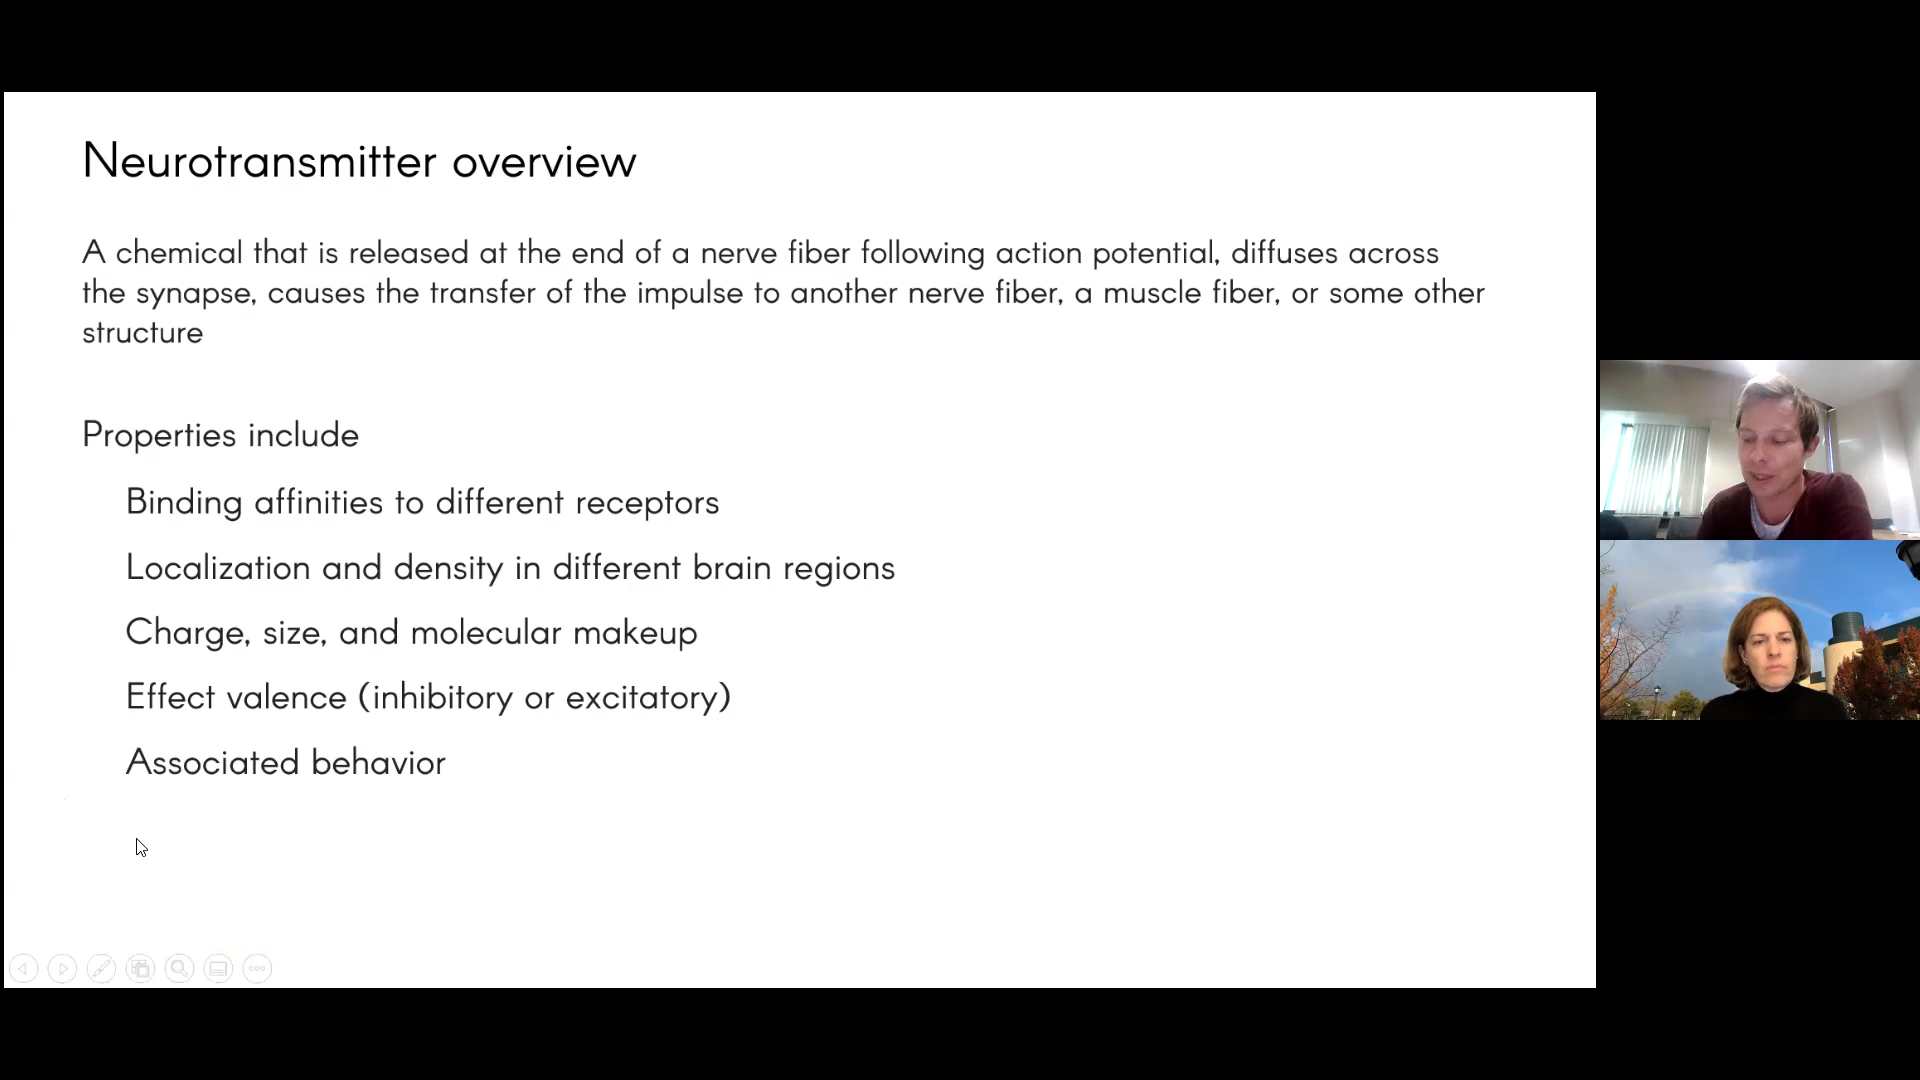 Neurotransmitter overview
A chemical that is released at the end of a nerve fiber following action potential, diffuses across
the synapse, causes the transfer of the impulse to another nerve fiber, a muscle fiber, or some other
structure
Properties include
Binding affinities to different receptors
Localization and density in different brain regions
Charge, size, and molecular makeup
Effect valence (inhibitory or excitatory)
Associated behavior